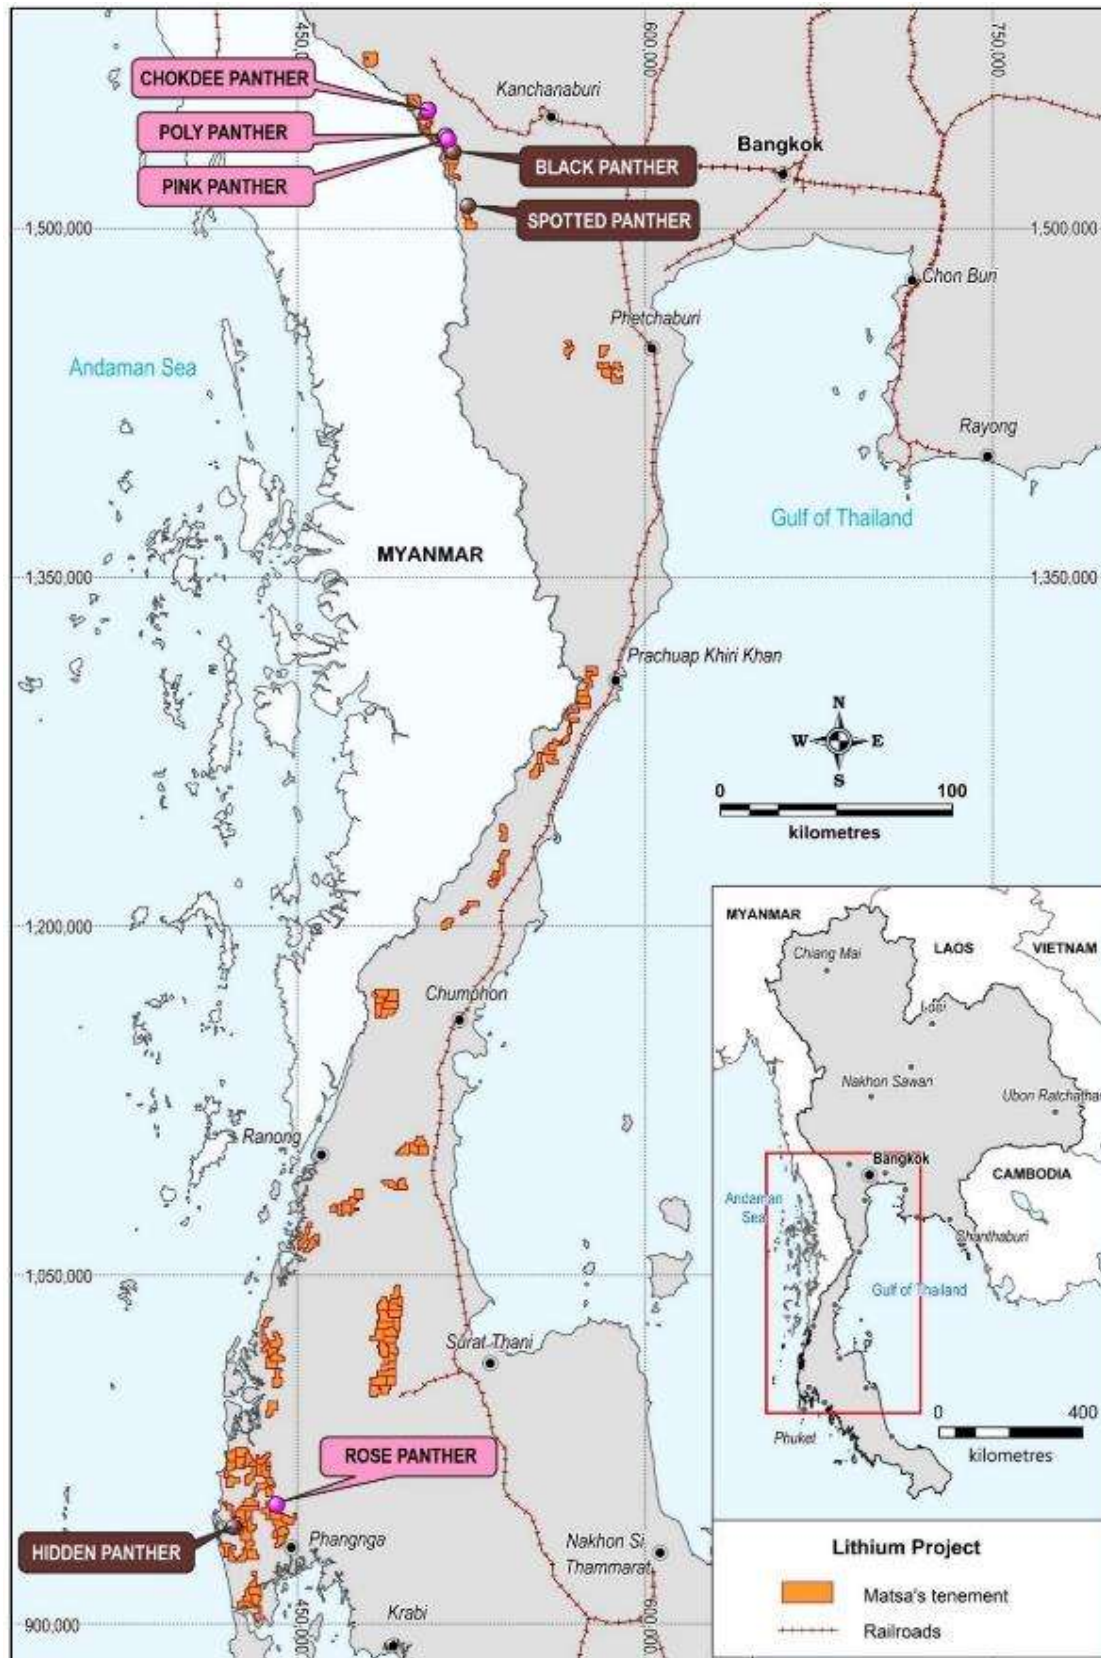 450,000
600,000
750,000
CHOKDEE PANTHER
Kanchanaburi
POLY PANTHER
Bangkok
BLACK PANTHER
PINK PANTHER
SPOTTED PANTHER
1,500,000
1,500,000
Chon Buri
Phetchaburi
Andaman Sea
Rayong
Gulf of Thailand
MYANMAR
1,350,000
1,350,000
Prachuap Khiri Khan
N
W E
S
0 100
kilometres
1,200,000
Chumphon
Ranong
1,050,000
Surat Thani
ROSE PANTHER
HIDDEN PANTHER
Phangnga
Nakhon Si
Thammarat
Krabi
900,000
450,000
600,000
MYANMAR
LAOS
VIETNAM
Chiang Mai
Nakhon Sawan
Bangkok
CAMBODIA
Andaman
Sea
Chanthaburi
Gulf of Thailand
0 400
kilometres
Phuket
Lithium Project
Matsa's tenement
Railroads